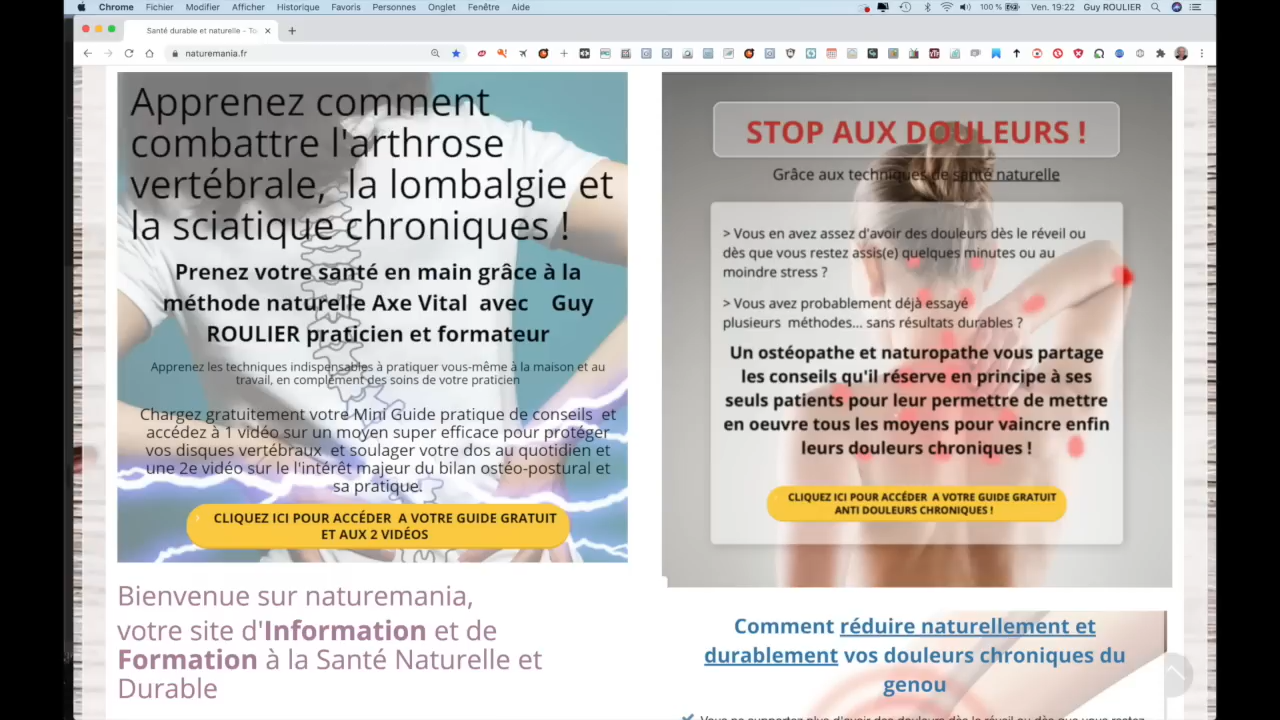 Chrome Fichier Modifier Afficher Historique Favoris Personnes Onglet Fenêtre Aide 100 % Ven. 19:22 Guy ROULIER
Santé durable et naturelle - To
naturemania.fr
Apprenez comment
combattre l'arthrose
vertébrale, la lombalgie et
la sciatique chroniques !
Prenez votre santé en main grâce à la
méthode naturelle Axe Vital avec Guy
ROULIER praticien et formateur
Apprenez les techniques indispensables à pratiquer vous-même à la maison et au
travail, en complément des soins de votre praticien
Chargez gratuitement votre Mini Guide pratique de conseils et
accédez à 1 vidéo sur un moyen super efficace pour protéger
vos disques vertébraux et soulager votre dos au quotidien et
une 2e vidéo sur le l'intérêt majeur du bilan ostéo-postural et
sa pratique.
CLIQUEZ ICI POUR ACCÉDER A VOTRE GUIDE GRATUIT
ET AUX 2 VIDÉOS
Bienvenue sur naturemania,
votre site d'Information et de
Formation à la Santé Naturelle et
Durable
STOP AUX DOULEURS !
Grâce aux techniques de santé naturelle
> Vous en avez assez d'avoir des douleurs dès le réveil ou
dès que vous restez assis(e) quelques minutes ou au
moindre stress ?
> Vous avez probablement déjà essayé
plusieurs méthodes... sans résultats durables ?
Un ostéopathe et naturopathe vous partage
les conseils qu'il réserve en principe à ses
seuls patients pour leur permettre de mettre
en oeuvre tous les moyens pour vaincre enfin
leurs douleurs chroniques !
CLIQUEZ ICI POUR ACCÉDER A VOTRE GUIDE GRATUIT
ANTI DOULEURS CHRONIQUES !
Comment réduire naturellement et
durablement vos douleurs chroniques du
genou